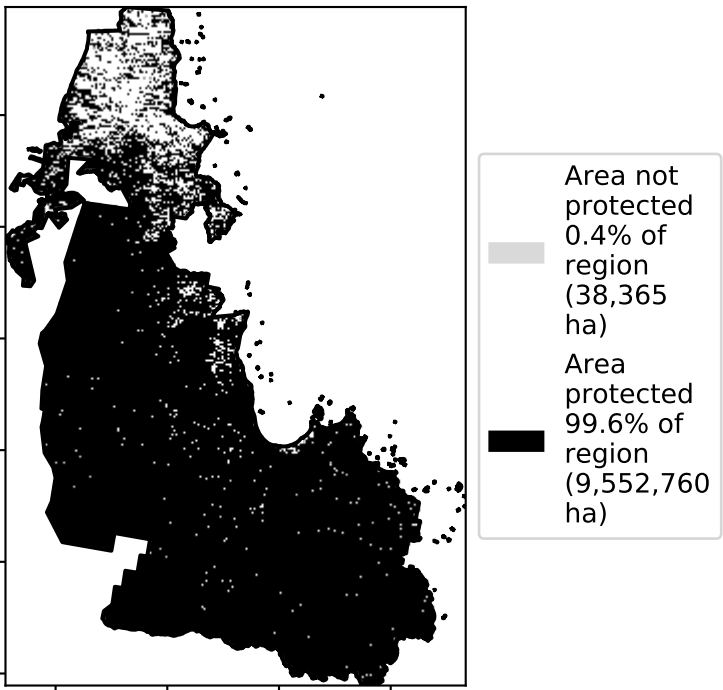 Area not
protected
0.4% of
region
(38,365
ha)
Area
protected
99.6% of
region
(9,552,760
ha)